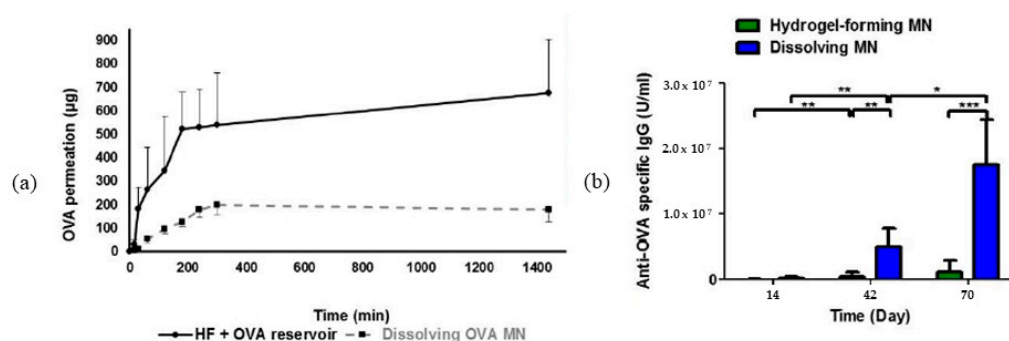 (a)
OVA permeation (µg)
900
800
700
600
500
400
300
200
100
0
0 200 400 600 800 1000 1200 1400
Time (min)
HF + OVA reservoir Dissolving OVA MN
(b)
Hydrogel-forming MN
Dissolving MN
Anti-OVA specific IgG (U/ml)
3.0 x 10⁷
2.0 x 10⁷
1.0 x 10⁷
0
** *
** ** ***
14 42 70
Time (Day)